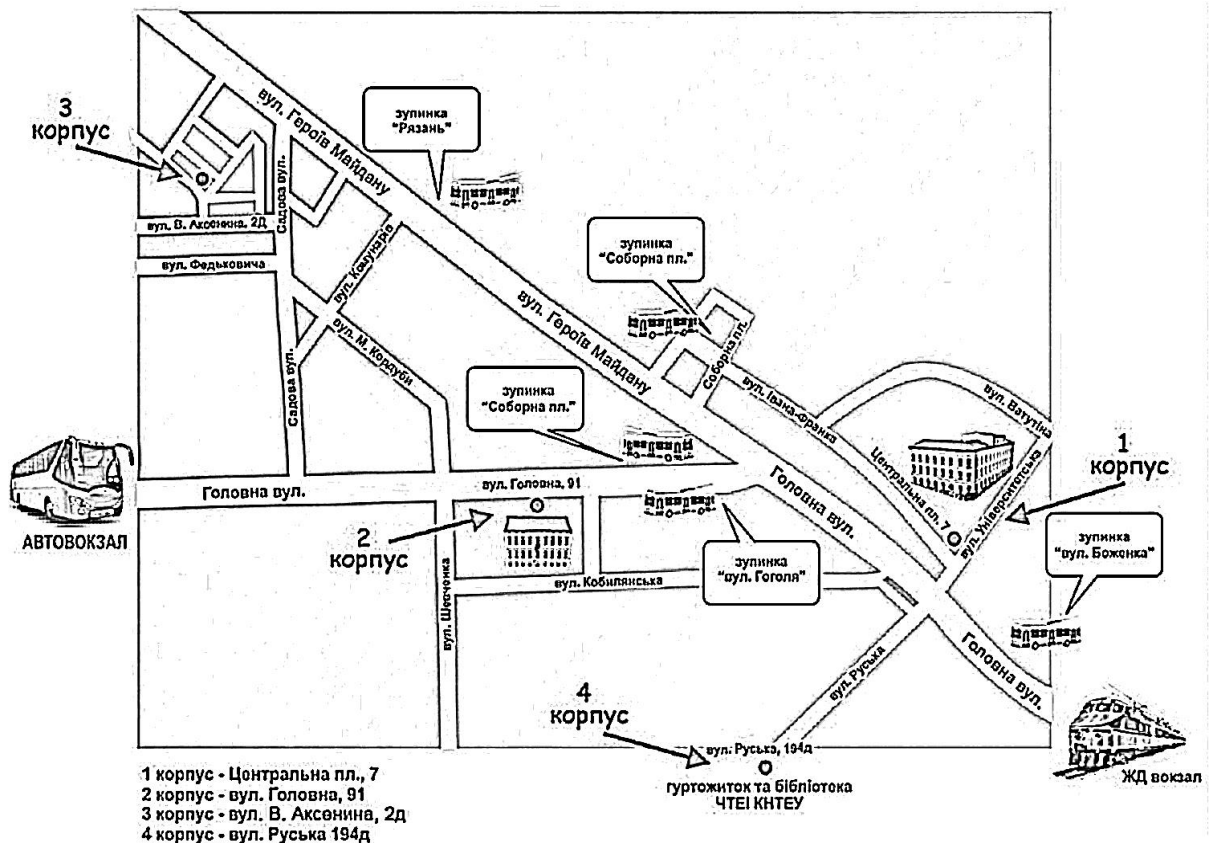 вул. Героїв Майдану
3
корпус
зупинка
"Рязань"
Садова вул.
вул. В. Аксенина, 2Д
вул. Федьковича
вул. Комунарів
зупинка
"Соборна пл."
вул. Героїв Майдану
Соборна пл.
вул. М. Кордуби
Садова вул.
зупинка
"Соборна пл."
вул. Івана-Франка
вул. Ватутіна
Центральна пл. 7
вул. Університетська
1
корпус
АВТОВОКЗАЛ
Головна вул.
вул. Головна, 91
Головна вул.
2
корпус
зупинка
"вул. Гоголя"
зупинка
"вул. Боженка"
вул. Шевченка
вул. Кобилянська
Головна вул.
вул. Руська
4
корпус
вул. Руська, 194д
гуртожиток та бібліотека
ЧТЕІ КНТЕУ
ЖД вокзал
1 корпус - Центральна пл., 7
2 корпус - вул. Головна, 91
3 корпус - вул. В. Аксенина, 2д
4 корпус - вул. Руська 194д